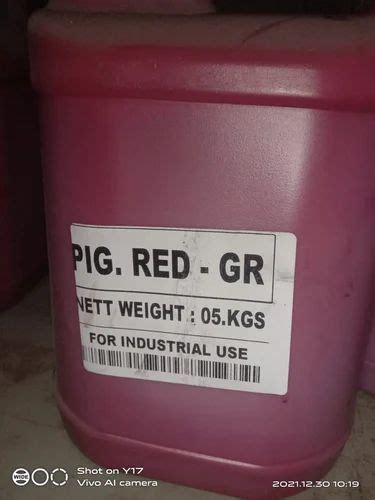 PIG. RED - GR
NETT WEIGHT : 05.KGS
FOR INDUSTRIAL USE
WIDE
Shot on Y17
Vivo AI camera
2021.12.30 10:19